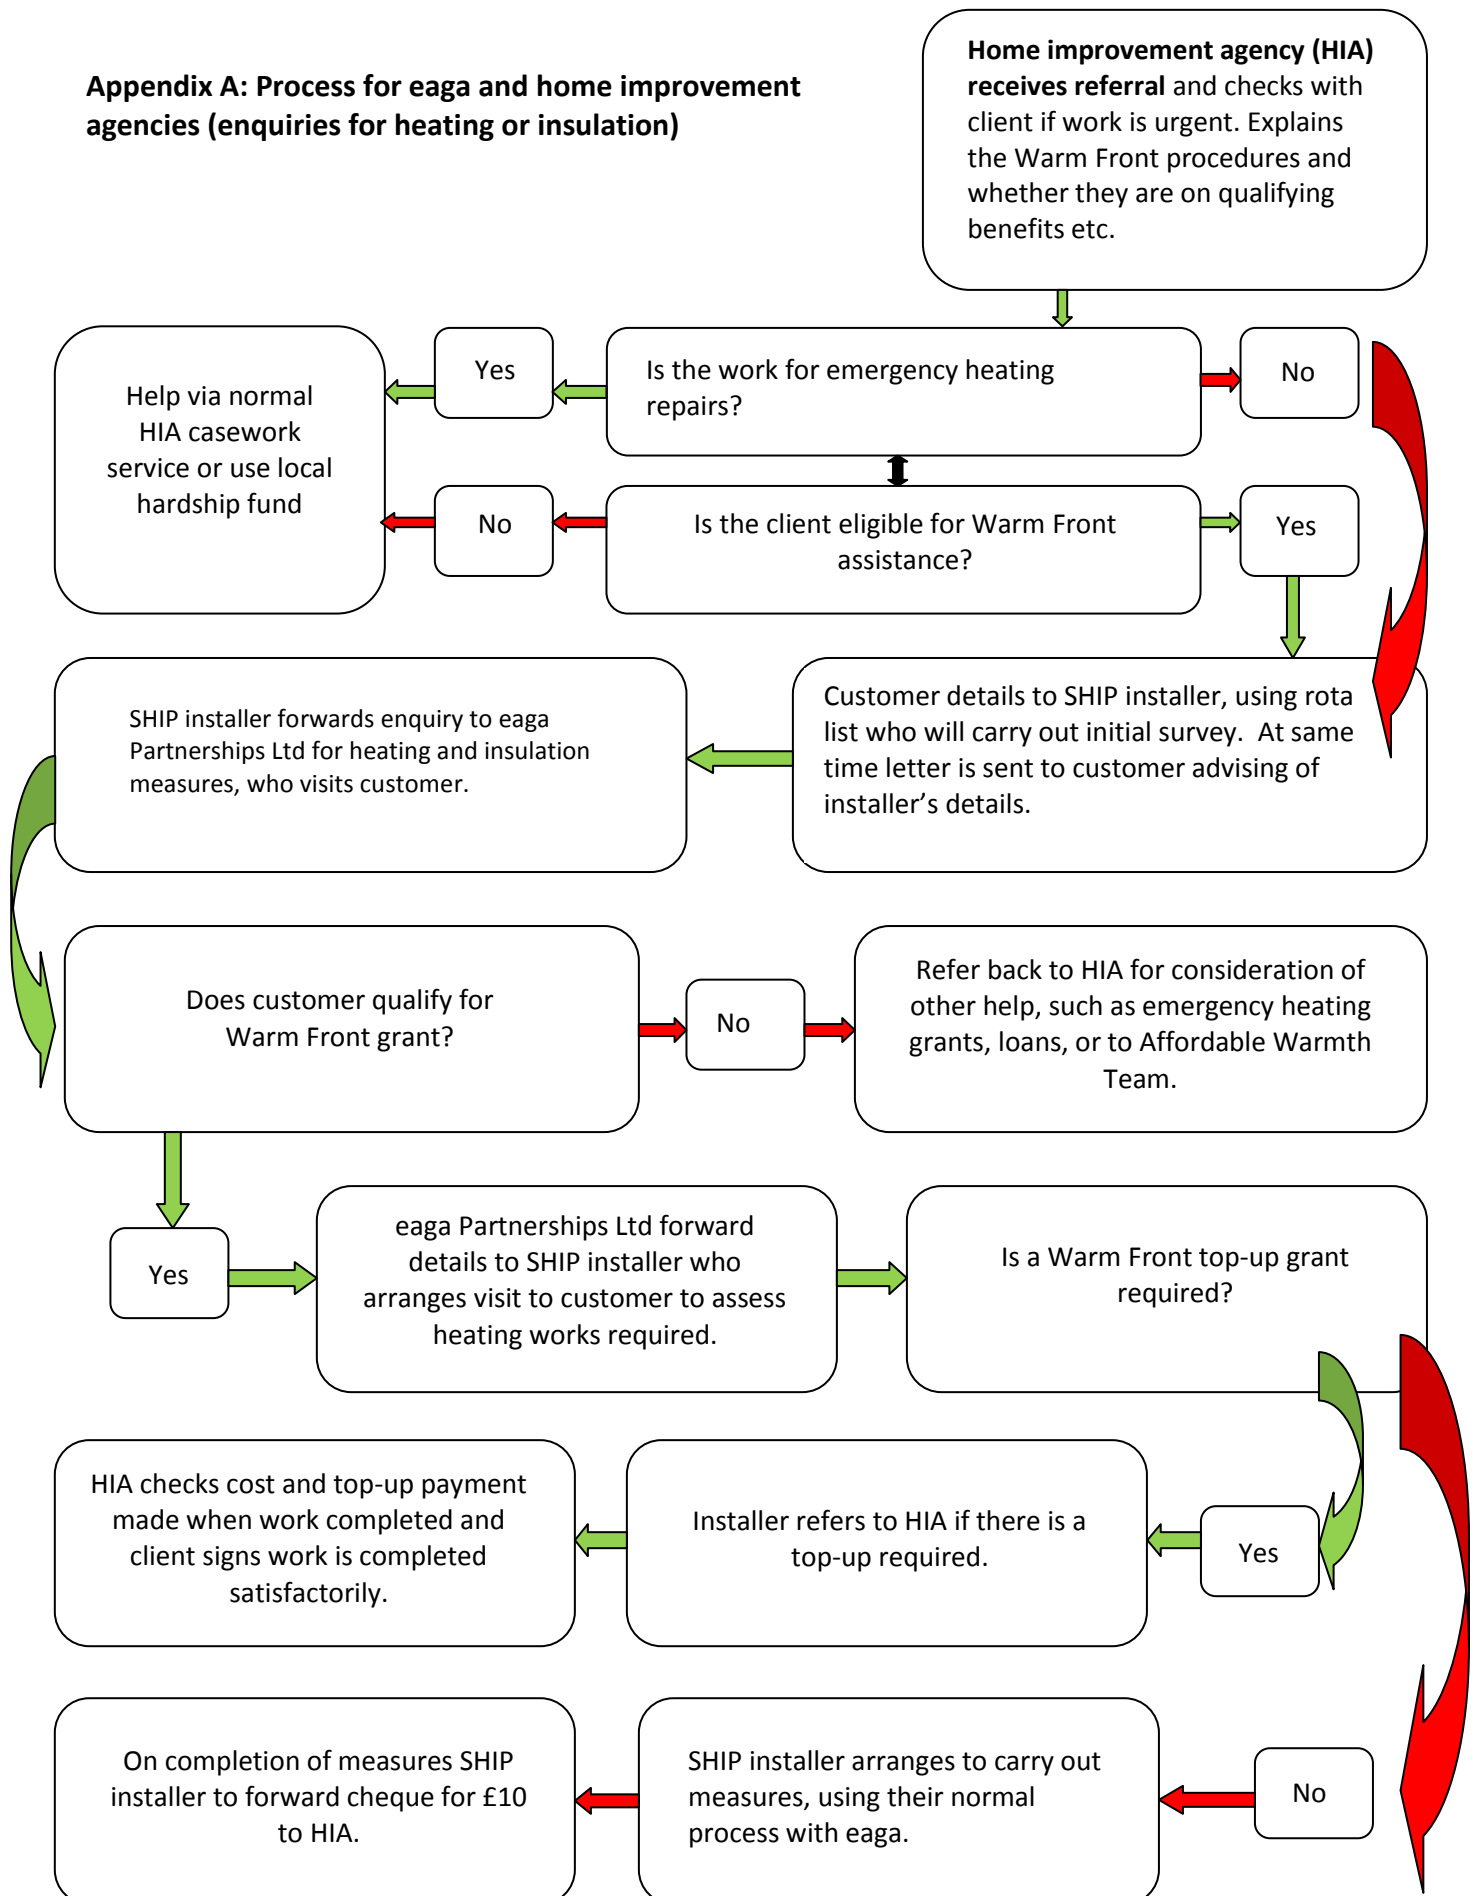 Appendix A: Process for eaga and home improvement
agencies (enquiries for heating or insulation)
Home improvement agency (HIA)
receives referral and checks with
client if work is urgent. Explains
the Warm Front procedures and
whether they are on qualifying
benefits etc.
Help via normal
HIA casework
service or use local
hardship fund
Yes
Is the work for emergency heating
repairs?
No
No
Is the client eligible for Warm Front
assistance?
Yes
SHIP installer forwards enquiry to eaga
Partnerships Ltd for heating and insulation
measures, who visits customer.
Customer details to SHIP installer, using rota
list who will carry out initial survey.  At same
time letter is sent to customer advising of
installer’s details.
Does customer qualify for
Warm Front grant?
No
Refer back to HIA for consideration of
other help, such as emergency heating
grants, loans, or to Affordable Warmth
Team.
Yes
eaga Partnerships Ltd forward
details to SHIP installer who
arranges visit to customer to assess
heating works required.
Is a Warm Front top-up grant
required?
HIA checks cost and top-up payment
made when work completed and
client signs work is completed
satisfactorily.
Installer refers to HIA if there is a
top-up required.
Yes
On completion of measures SHIP
installer to forward cheque for £10
to HIA.
SHIP installer arranges to carry out
measures, using their normal
process with eaga.
No